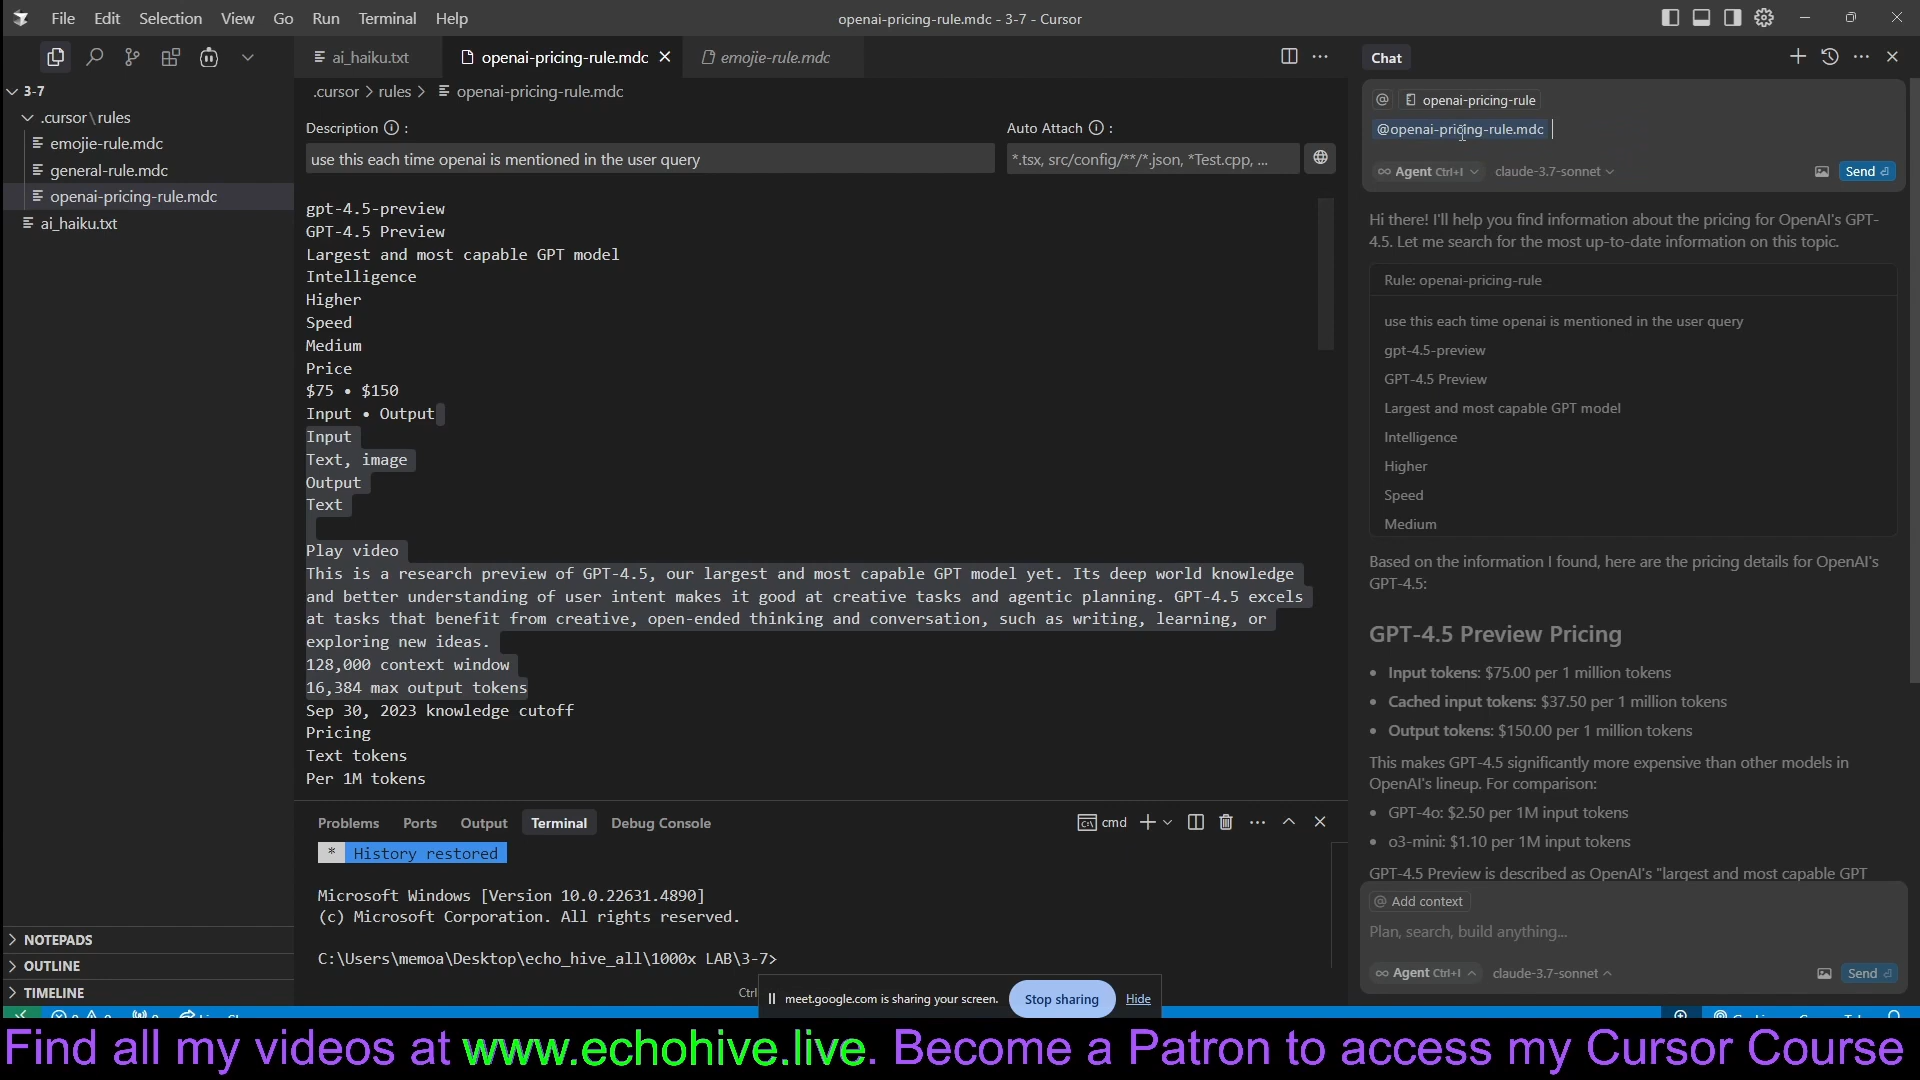 File Edit Selection View Go Run Terminal Help
openai-pricing-rule.mdc - 3-7 - Cursor
ai_haiku.txt
openai-pricing-rule.mdc
emojie-rule.mdc
3-7
.cursor\rules
emojie-rule.mdc
general-rule.mdc
openai-pricing-rule.mdc
ai_haiku.txt
NOTEPADS
OUTLINE
TIMELINE
.cursor > rules > openai-pricing-rule.mdc
Description :
use this each time openai is mentioned in the user query
Auto Attach :
*.tsx, src/config/**/*.json, *Test.cpp, ...
gpt-4.5-preview
GPT-4.5 Preview
Largest and most capable GPT model
Intelligence
Higher
Speed
Medium
Price
$75 • $150
Input • Output
Input
Text, image
Output
Text
Play video
This is a research preview of GPT-4.5, our largest and most capable GPT model yet. Its deep world knowledge
and better understanding of user intent makes it good at creative tasks and agentic planning. GPT-4.5 excels
at tasks that benefit from creative, open-ended thinking and conversation, such as writing, learning, or
exploring new ideas.
128,000 context window
16,384 max output tokens
Sep 30, 2023 knowledge cutoff
Pricing
Text tokens
Per 1M tokens
Problems Ports Output Terminal Debug Console
cmd
* History restored
Microsoft Windows [Version 10.0.22631.4890]
(c) Microsoft Corporation. All rights reserved.
C:\Users\memoa\Desktop\echo_hive_all\1000x LAB\3-7>
Ctrl
meet.google.com is sharing your screen. Stop sharing Hide
Chat
@ openai-pricing-rule
@openai-pricing-rule.mdc
Agent Ctrl+I claude-3.7-sonnet Send
Hi there! I'll help you find information about the pricing for OpenAI's GPT-
4.5. Let me search for the most up-to-date information on this topic.
Rule: openai-pricing-rule
use this each time openai is mentioned in the user query
gpt-4.5-preview
GPT-4.5 Preview
Largest and most capable GPT model
Intelligence
Higher
Speed
Medium
Based on the information I found, here are the pricing details for OpenAI's
GPT-4.5:
GPT-4.5 Preview Pricing
• Input tokens: $75.00 per 1 million tokens
• Cached input tokens: $37.50 per 1 million tokens
• Output tokens: $150.00 per 1 million tokens
This makes GPT-4.5 significantly more expensive than other models in
OpenAI's lineup. For comparison:
• GPT-4o: $2.50 per 1M input tokens
• o3-mini: $1.10 per 1M input tokens
GPT-4.5 Preview is described as OpenAI's "largest and most capable GPT
@ Add context
Plan, search, build anything...
Agent Ctrl+I claude-3.7-sonnet Send
Find all my videos at www.echohive.live. Become a Patron to access my Cursor Course